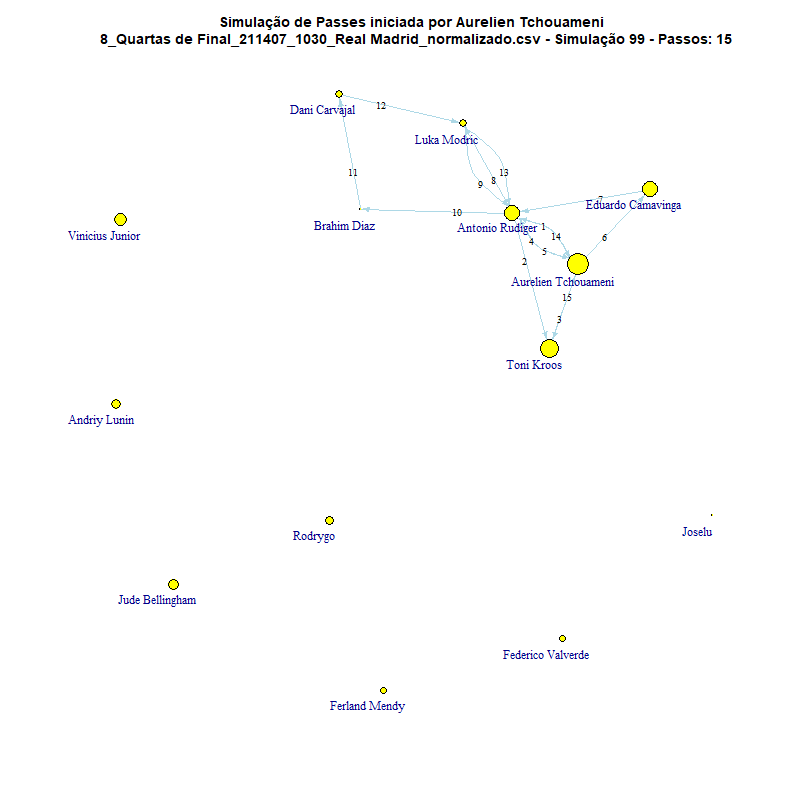 Simulação de Passes iniciada por Aurelien Tchouameni
8_Quartas de Final_211407_1030_Real Madrid_normalizado.csv - Simulação 99 - Passos: 15
Dani Carvajal
12
Luka Modric
13
11
8
9
7
Eduardo Camavinga
Vinicius Junior
Brahim Diaz
10
Antonio Rudiger
1
14
6
4
5
2
Aurelien Tchouameni
15
3
Toni Kroos
Andriy Lunin
Rodrygo
Joselu
Jude Bellingham
Federico Valverde
Ferland Mendy